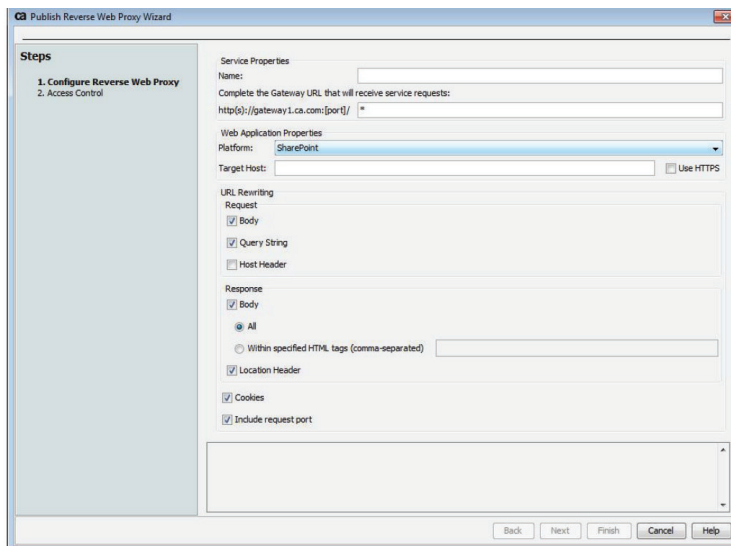 ca Publish Reverse Web Proxy Wizard
Steps
1. Configure Reverse Web Proxy
2. Access Control
Service Properties
Name:
Complete the Gateway URL that will receive service requests:
http(s)://gateway1.ca.com:[port]/ *
Web Application Properties
Platform: SharePoint
Target Host: Use HTTPS
URL Rewriting
Request
Body
Query String
Host Header
Response
Body
All
Within specified HTML tags (comma-separated)
Location Header
Cookies
Include request port
Back Next Finish Cancel Help